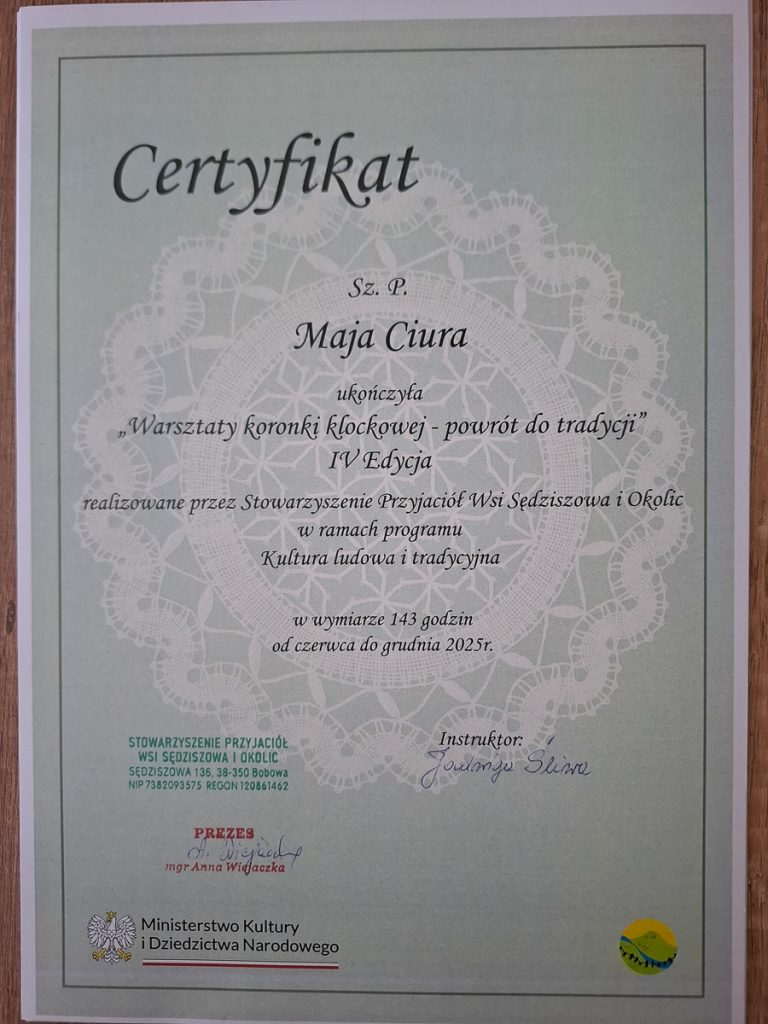 Certyfikat
Sz. P.
Maja Ciura
ukończyła
„Warsztaty koronki klockowej - powrót do tradycji”
IV Edycja
realizowane przez Stowarzyszenie Przyjaciół Wsi Sędziszowa i Okolic
w ramach programu
Kultura ludowa i tradycyjna
w wymiarze 143 godzin
od czerwca do grudnia 2025r.
STOWARZYSZENIE PRZYJACIÓŁ
WSI SĘDZISZOWA I OKOLIC
SĘDZISZOWA 136, 38-350 Bobowa
NIP 7382093575 REGON 120861462
Instruktor:
Jadwiga Śliwa
PREZES
mgr Anna Wiejaczka
Ministerstwo Kultury
i Dziedzictwa Narodowego